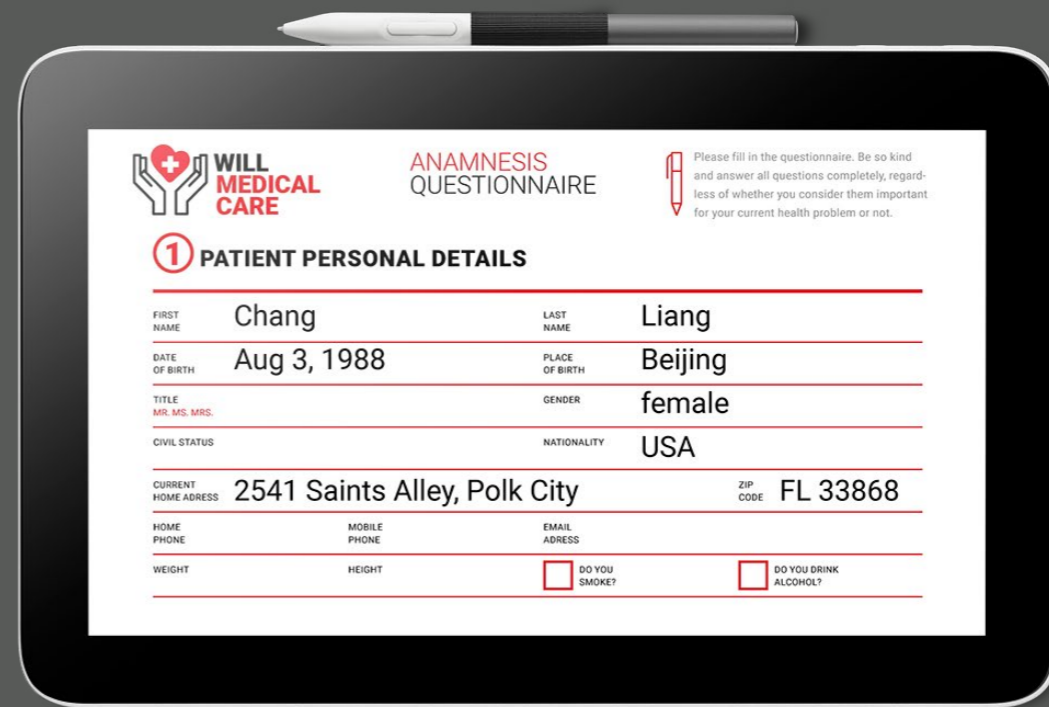 WILL
MEDICAL
CARE
ANAMNESIS
QUESTIONNAIRE
Please fill in the questionnaire. Be so kind
and answer all questions completely, regard-
less of whether you consider them important
for your current health problem or not.
1 PATIENT PERSONAL DETAILS
FIRST
NAME
Chang
LAST
NAME
Liang
DATE
OF BIRTH
Aug 3, 1988
PLACE
OF BIRTH
Beijing
TITLE
MR. MS. MRS.
GENDER
female
CIVIL STATUS
NATIONALITY
USA
CURRENT
HOME ADRESS
2541 Saints Alley, Polk City
ZIP
CODE
FL 33868
HOME
PHONE
MOBILE
PHONE
EMAIL
ADRESS
WEIGHT
HEIGHT
DO YOU
SMOKE?
DO YOU DRINK
ALCOHOL?